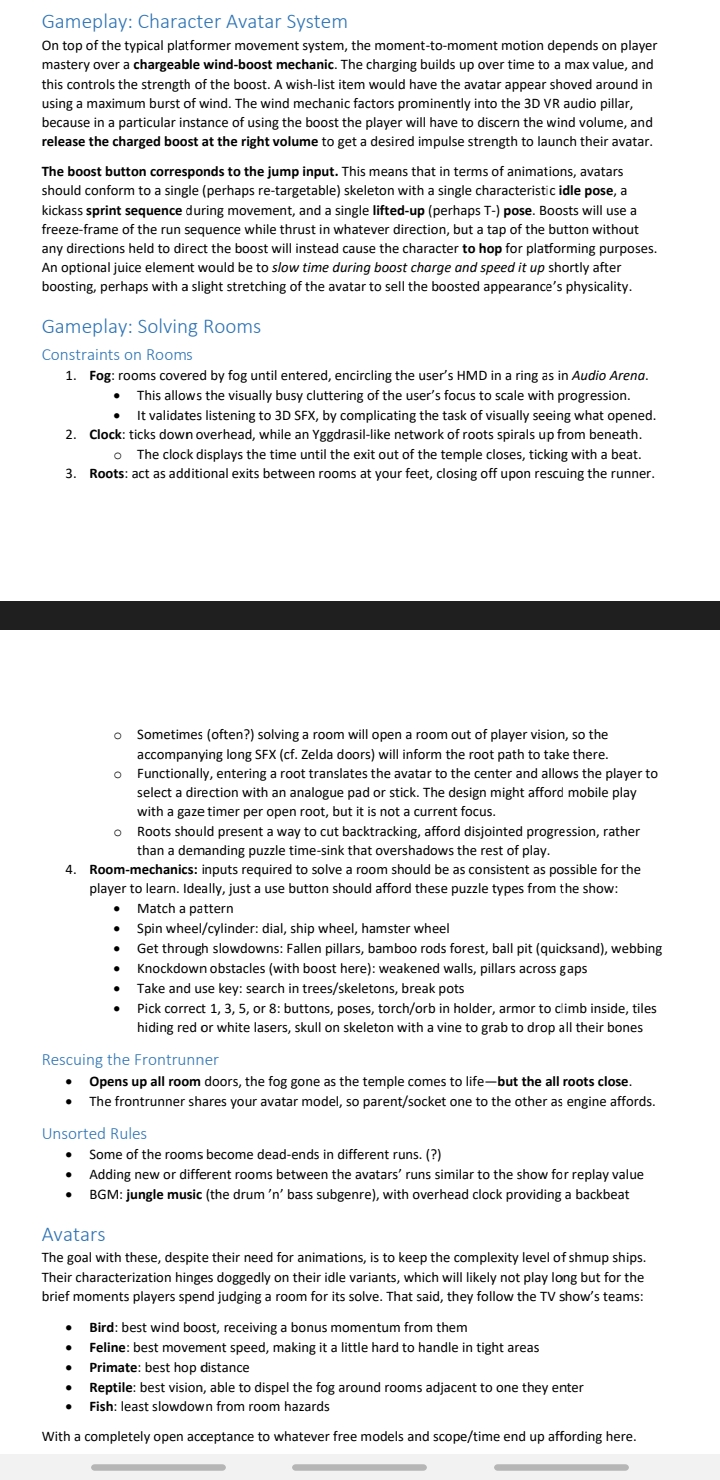 Gameplay: Character Avatar System
On top of the typical platformer movement system, the moment-to-moment motion depends on player
mastery over a chargeable wind-boost mechanic. The charging builds up over time to a max value, and
this controls the strength of the boost. A wish-list item would have the avatar appear shoved around in
using a maximum burst of wind. The wind mechanic factors prominently into the 3D VR audio pillar,
because in a particular instance of using the boost the player will have to discern the wind volume, and
release the charged boost at the right volume to get a desired impulse strength to launch their avatar.
The boost button corresponds to the jump input. This means that in terms of animations, avatars
should conform to a single (perhaps re-targetable) skeleton with a single characteristic idle pose, a
kickass sprint sequence during movement, and a single lifted-up (perhaps T-) pose. Boosts will use a
freeze-frame of the run sequence while thrust in whatever direction, but a tap of the button without
any directions held to direct the boost will instead cause the character to hop for platforming purposes.
An optional juice element would be to slow time during boost charge and speed it up shortly after
boosting, perhaps with a slight stretching of the avatar to sell the boosted appearance's physicality.
Gameplay: Solving Rooms
Constraints on Rooms
1. Fog: rooms covered by fog until entered, encircling the user's HMD in a ring as in Audio Arena.
• This allows the visually busy cluttering of the user's focus to scale with progression.
• It validates listening to 3D SFX, by complicating the task of visually seeing what opened.
2. Clock: ticks down overhead, while an Yggdrasil-like network of roots spirals up from beneath.
o The clock displays the time until the exit out of the temple closes, ticking with a beat.
3. Roots: act as additional exits between rooms at your feet, closing off upon rescuing the runner.
o Sometimes (often?) solving a room will open a room out of player vision, so the
accompanying long SFX (cf. Zelda doors) will inform the root path to take there.
o Functionally, entering a root translates the avatar to the center and allows the player to
select a direction with an analogue pad or stick. The design might afford mobile play
with a gaze timer per open root, but it is not a current focus.
o Roots should present a way to cut backtracking, afford disjointed progression, rather
than a demanding puzzle time-sink that overshadows the rest of play.
4. Room-mechanics: inputs required to solve a room should be as consistent as possible for the
player to learn. Ideally, just a use button should afford these puzzle types from the show:
• Match a pattern
• Spin wheel/cylinder: dial, ship wheel, hamster wheel
• Get through slowdowns: Fallen pillars, bamboo rods forest, ball pit (quicksand), webbing
• Knockdown obstacles (with boost here): weakened walls, pillars across gaps
• Take and use key: search in trees/skeletons, break pots
• Pick correct 1, 3, 5, or 8: buttons, poses, torch/orb in holder, armor to climb inside, tiles
hiding red or white lasers, skull on skeleton with a vine to grab to drop all their bones
Rescuing the Frontrunner
• Opens up all room doors, the fog gone as the temple comes to life—but the all roots close.
• The frontrunner shares your avatar model, so parent/socket one to the other as engine affords.
Unsorted Rules
• Some of the rooms become dead-ends in different runs. (?)
• Adding new or different rooms between the avatars' runs similar to the show for replay value
• BGM: jungle music (the drum 'n' bass subgenre), with overhead clock providing a backbeat
Avatars
The goal with these, despite their need for animations, is to keep the complexity level of shmup ships.
Their characterization hinges doggedly on their idle variants, which will likely not play long but for the
brief moments players spend judging a room for its solve. That said, they follow the TV show's teams:
• Bird: best wind boost, receiving a bonus momentum from them
• Feline: best movement speed, making it a little hard to handle in tight areas
• Primate: best hop distance
• Reptile: best vision, able to dispel the fog around rooms adjacent to one they enter
• Fish: least slowdown from room hazards
With a completely open acceptance to whatever free models and scope/time end up affording here.